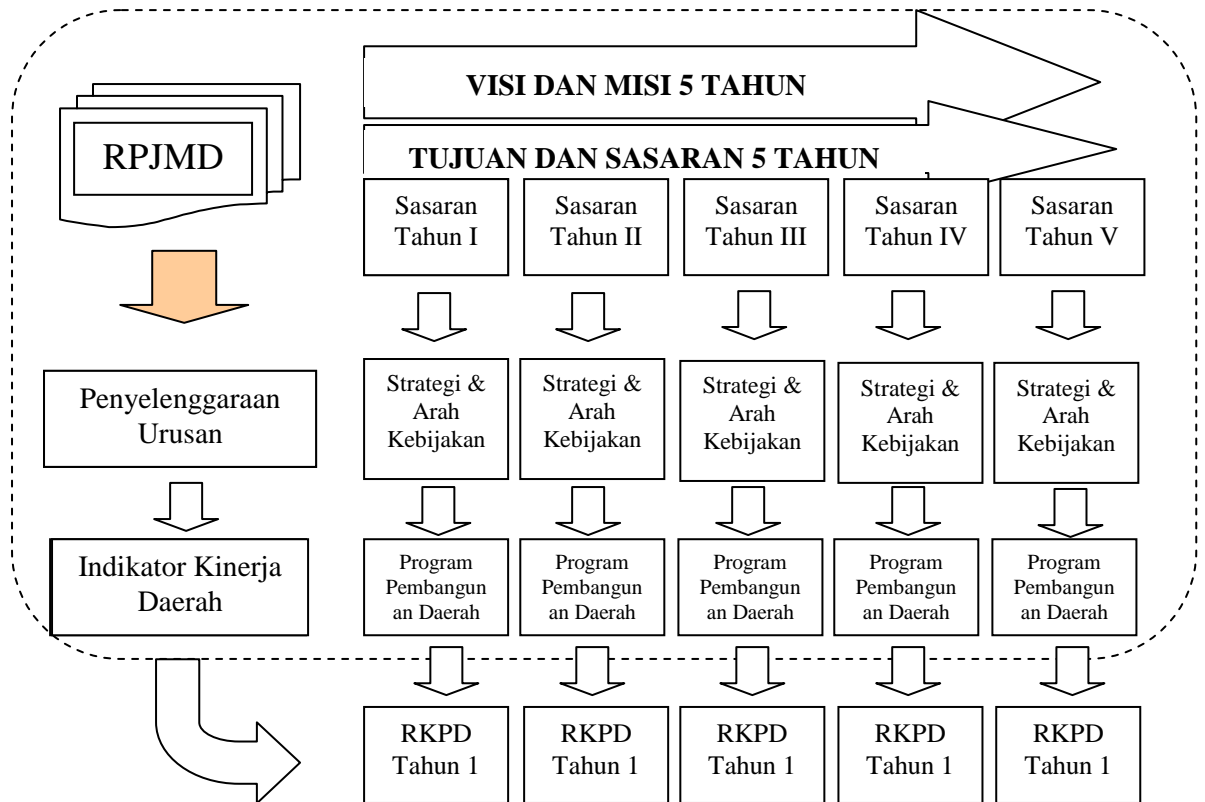 VISI DAN MISI 5 TAHUN
RPJMD
TUJUAN DAN SASARAN 5 TAHUN
Sasaran
Tahun I
Sasaran
Tahun II
Sasaran
Tahun III
Sasaran
Tahun IV
Sasaran
Tahun V
Penyelenggaraan
Urusan
Strategi &
Arah
Kebijakan
Strategi &
Arah
Kebijakan
Strategi &
Arah
Kebijakan
Strategi &
Arah
Kebijakan
Strategi &
Arah
Kebijakan
Indikator Kinerja
Daerah
Program
Pembangun
an Daerah
Program
Pembangun
an Daerah
Program
Pembangun
an Daerah
Program
Pembangun
an Daerah
Program
Pembangun
an Daerah
RKPD
Tahun 1
RKPD
Tahun 1
RKPD
Tahun 1
RKPD
Tahun 1
RKPD
Tahun 1